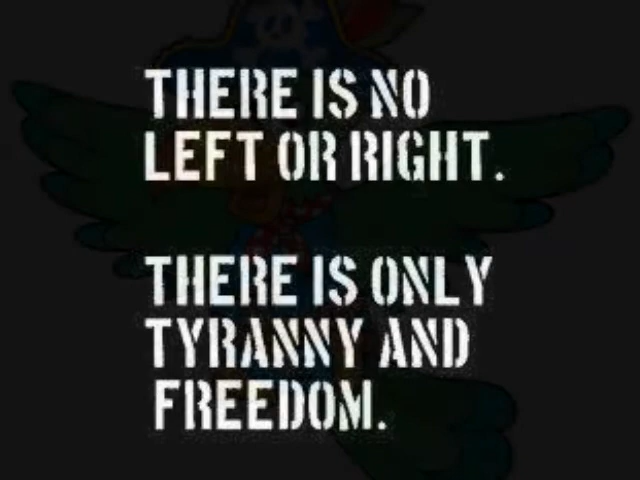 THERE IS NO
LEFT OR RIGHT.
THERE IS ONLY
TYRANNY AND
FREEDOM.